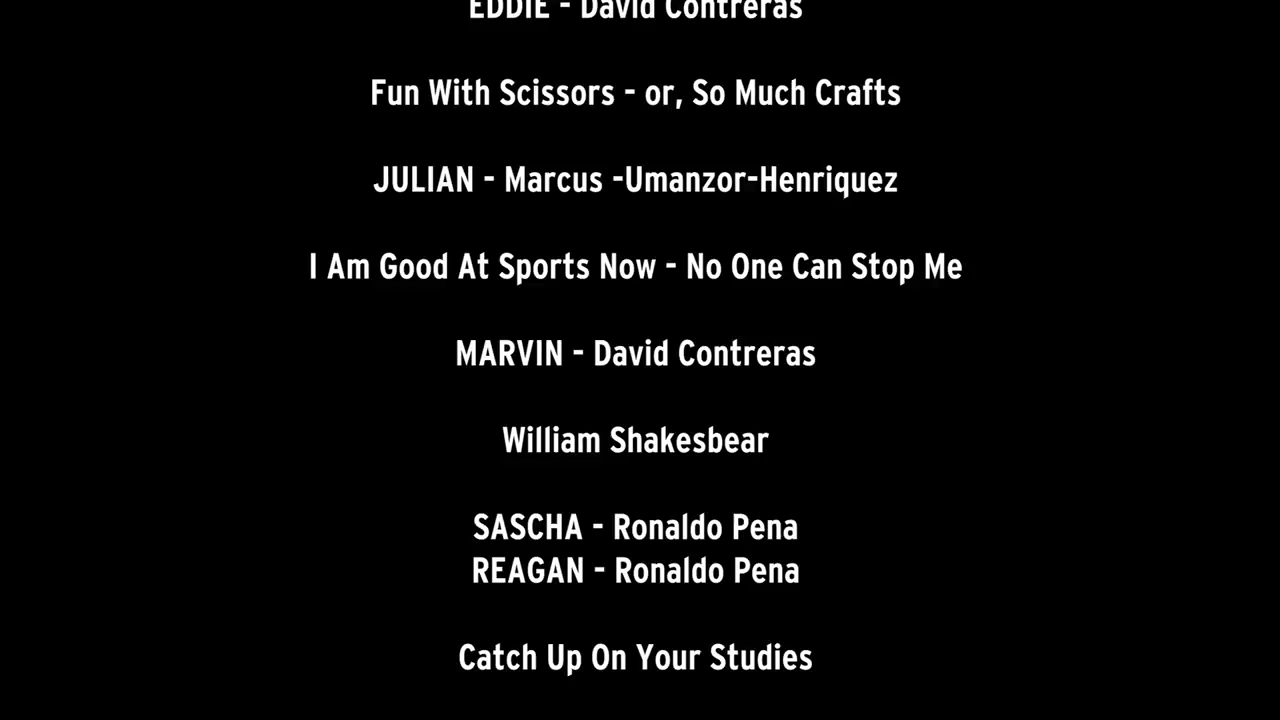 EDDIE - David Contreras
Fun With Scissors - or, So Much Crafts
JULIAN - Marcus -Umanzor-Henriquez
I Am Good At Sports Now - No One Can Stop Me
MARVIN - David Contreras
William Shakesbear
SASCHA - Ronaldo Pena
REAGAN - Ronaldo Pena
Catch Up On Your Studies